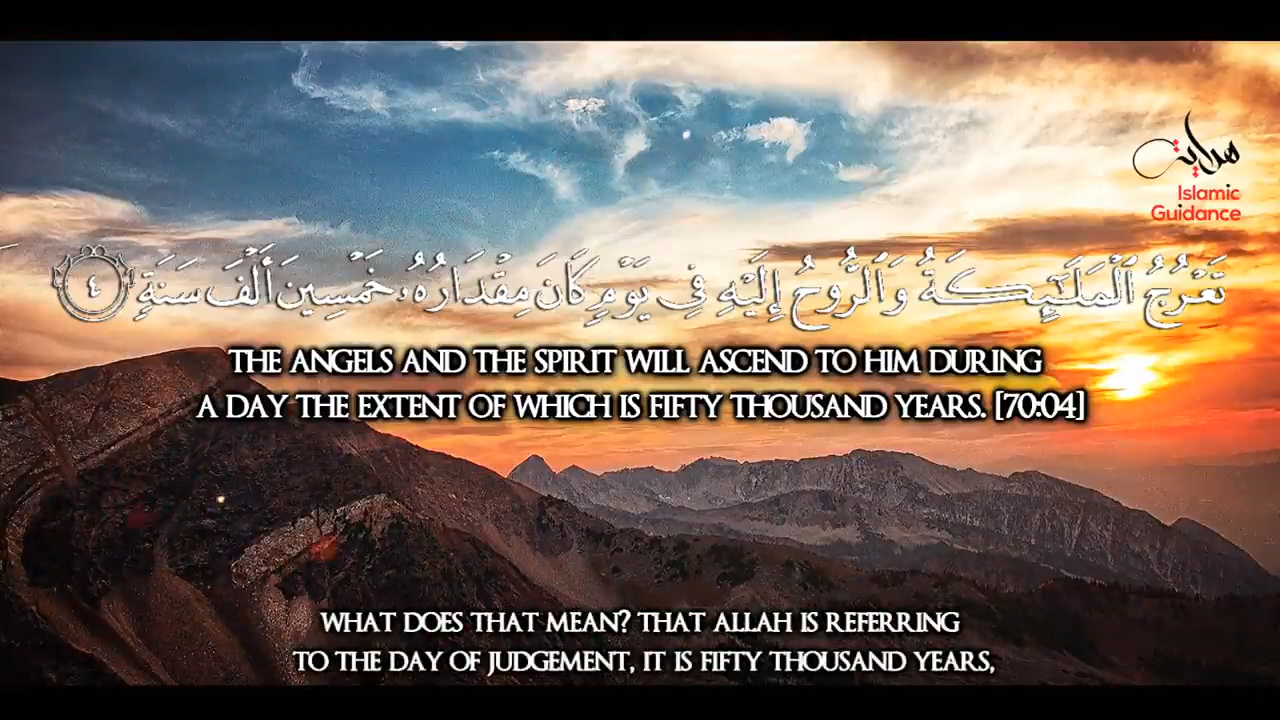 هداية
Islamic
Guidance
تَعْرُجُ ٱلْمَلَـٰٓئِكَةُ وَٱلرُّوحُ إِلَيْهِ فِى يَوْمٍ كَانَ مِقْدَارُهُۥ خَمْسِينَ أَلْفَ سَنَةٍ ٤
THE ANGELS AND THE SPIRIT WILL ASCEND TO HIM DURING
A DAY THE EXTENT OF WHICH IS FIFTY THOUSAND YEARS. [70:04]
WHAT DOES THAT MEAN? THAT ALLAH IS REFERRING
TO THE DAY OF JUDGEMENT, IT IS FIFTY THOUSAND YEARS,